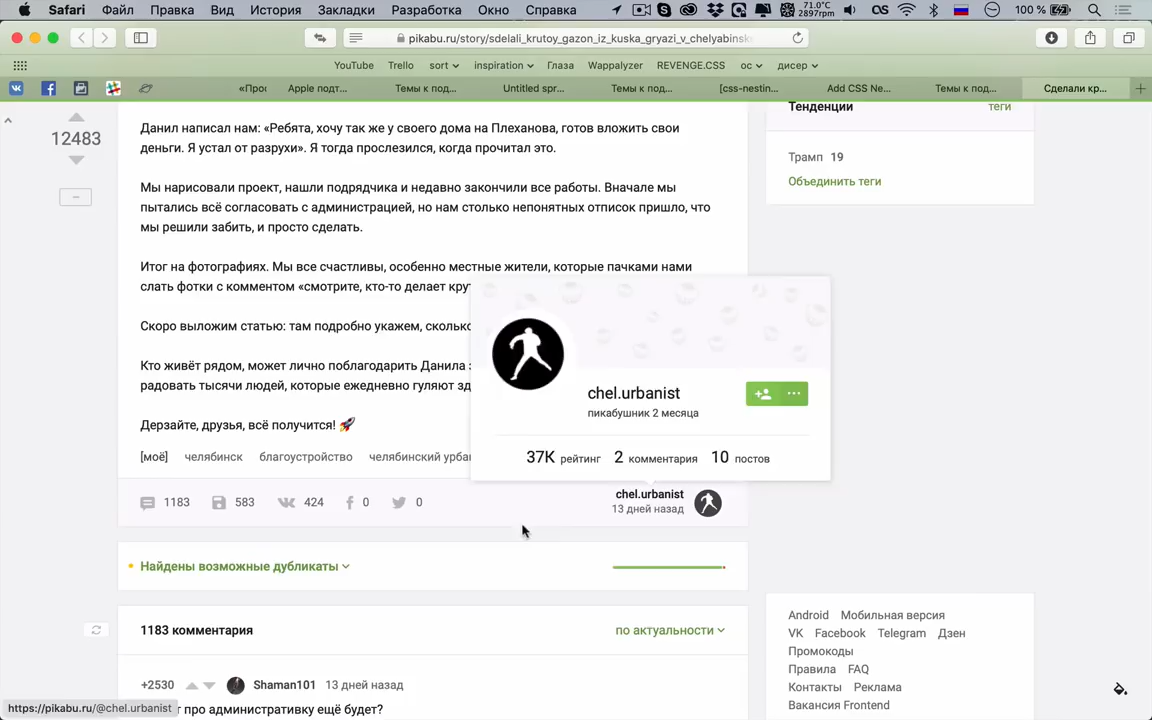 Safari Файл Правка Вид История Закладки Разработка Окно Справка 71.0°C 2897rpm 100 %
pikabu.ru/story/sdelali_krutoy_gazon_iz_kuska_gryazi_v_chelyabinsk
YouTube Trello sort inspiration Глаза Wappalyzer REVENGE.CSS ос дисер
«Прос Apple подт... Темы к под... Untitled spr... Темы к под... [css-nestin... Add CSS Ne... Темы к под... Сделали кр...
Тенденции теги
Данил написал нам: «Ребята, хочу так же у своего дома на Плеханова, готов вложить свои
деньги. Я устал от разрухи». Я тогда прослезился, когда прочитал это.
12483
Трамп 19
Объединить теги
Мы нарисовали проект, нашли подрядчика и недавно закончили все работы. Вначале мы
пытались всё согласовать с администрацией, но нам столько непонятных отписок пришло, что
мы решили забить, и просто сделать.
Итог на фотографиях. Мы все счастливы, особенно местные жители, которые пачками нами
слать фотки с комментом «смотрите, кто-то делает крут
Скоро выложим статью: там подробно укажем, сколько
Кто живёт рядом, может лично поблагодарить Данила з
радовать тысячи людей, которые ежедневно гуляют зд
Дерзайте, друзья, всё получится! 🚀
[моё] челябинск благоустройство челябинский урба
chel.urbanist
пикабушник 2 месяца
37K рейтинг 2 комментария 10 постов
1183 583 424 0 0
chel.urbanist
13 дней назад
Найдены возможные дубликаты
1183 комментария по актуальности
+2530 Shaman101 13 дней назад
т про административку ещё будет?
Android Мобильная версия
VK Facebook Telegram Дзен
Промокоды
Правила FAQ
Контакты Реклама
Вакансия Frontend
https://pikabu.ru/@chel.urbanist